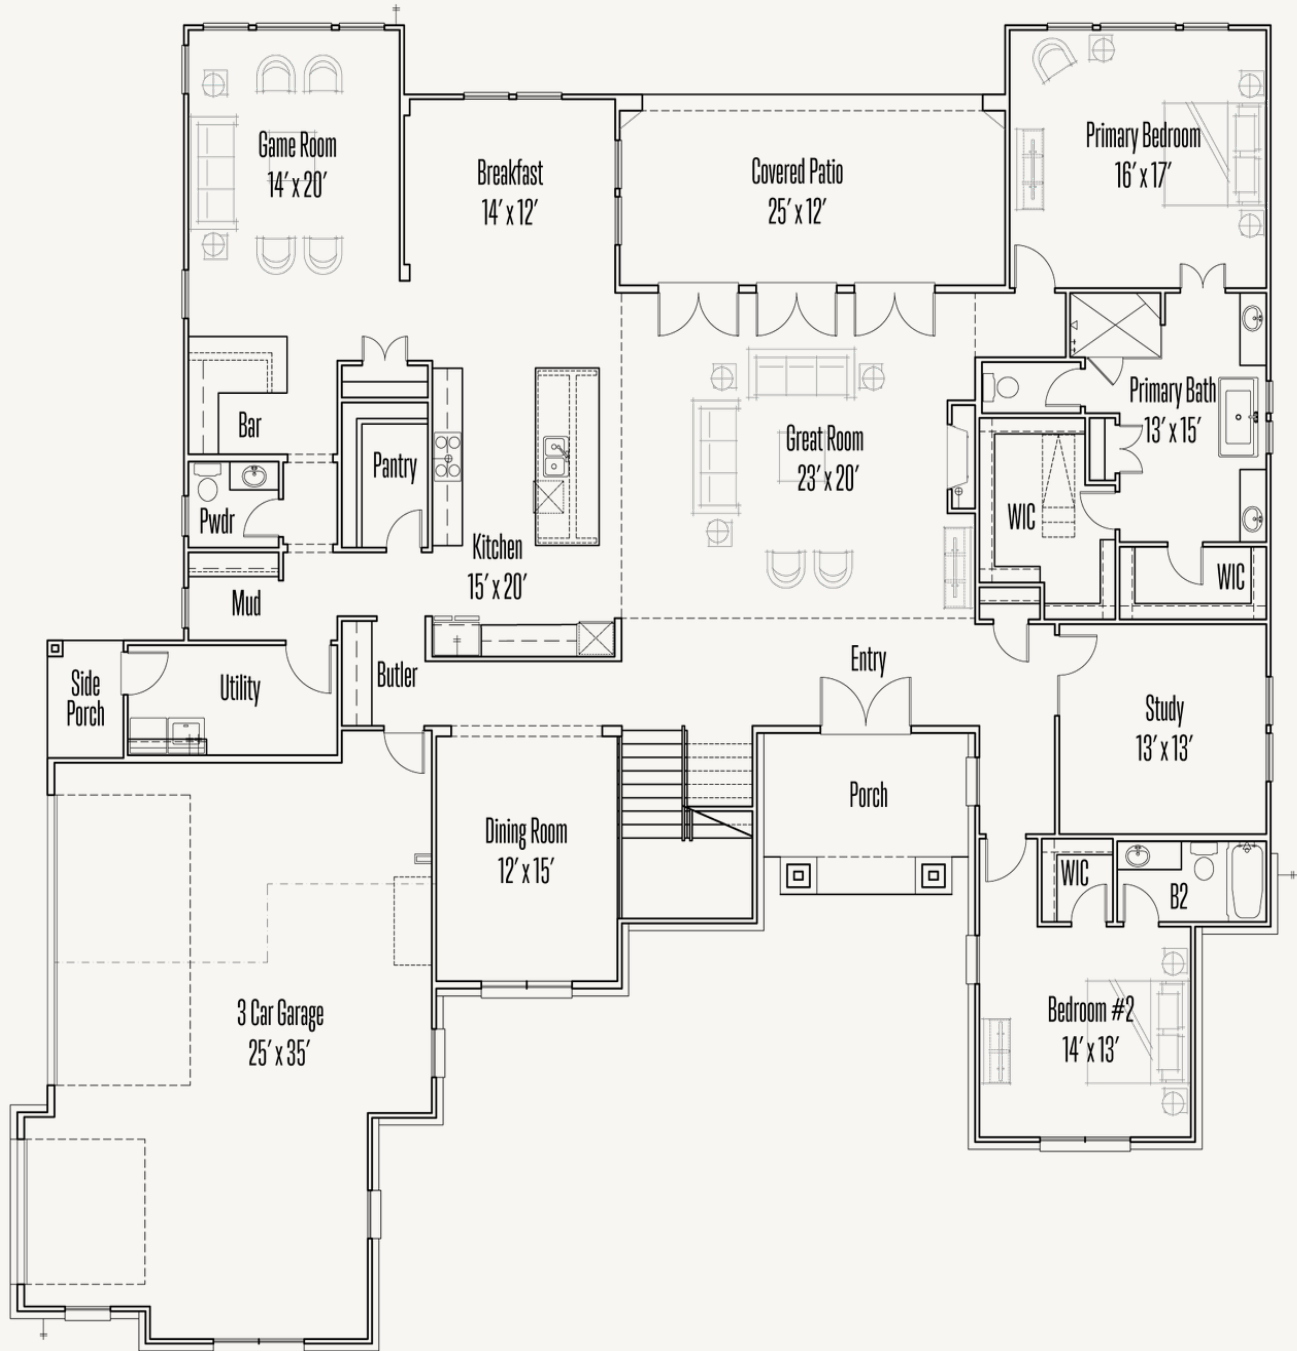 Game Room
14' x 20'
Breakfast
14' x 12'
Covered Patio
25' x 12'
Primary Bedroom
16' x 17'
Bar
Pantry
Great Room
23' x 20'
Primary Bath
13' x 15'
Pwdr
Kitchen
15' x 20'
WIC
WIC
Mud
Side
Porch
Utility
Butler
Entry
Study
13' x 13'
Porch
Dining Room
12' x 15'
WIC
B2
3 Car Garage
25' x 35'
Bedroom #2
14' x 13'